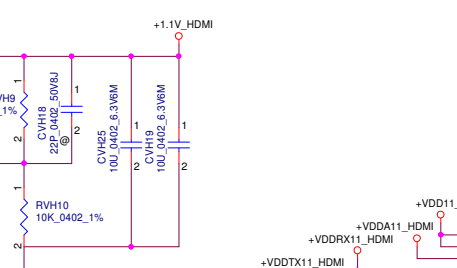 +1.1V_HDMI
VH9
1%
1
2
CVH18
22P_0402_50V8J
@
1
2
CVH25
10U_0402_6.3V6M
1
2
CVH19
10U_0402_6.3V6M
1
2
RVH10
10K_0402_1%
1
2
+VDD11_
+VDDA11_HDMI
+VDDRX11_HDMI
+VDDTX11_HDMI